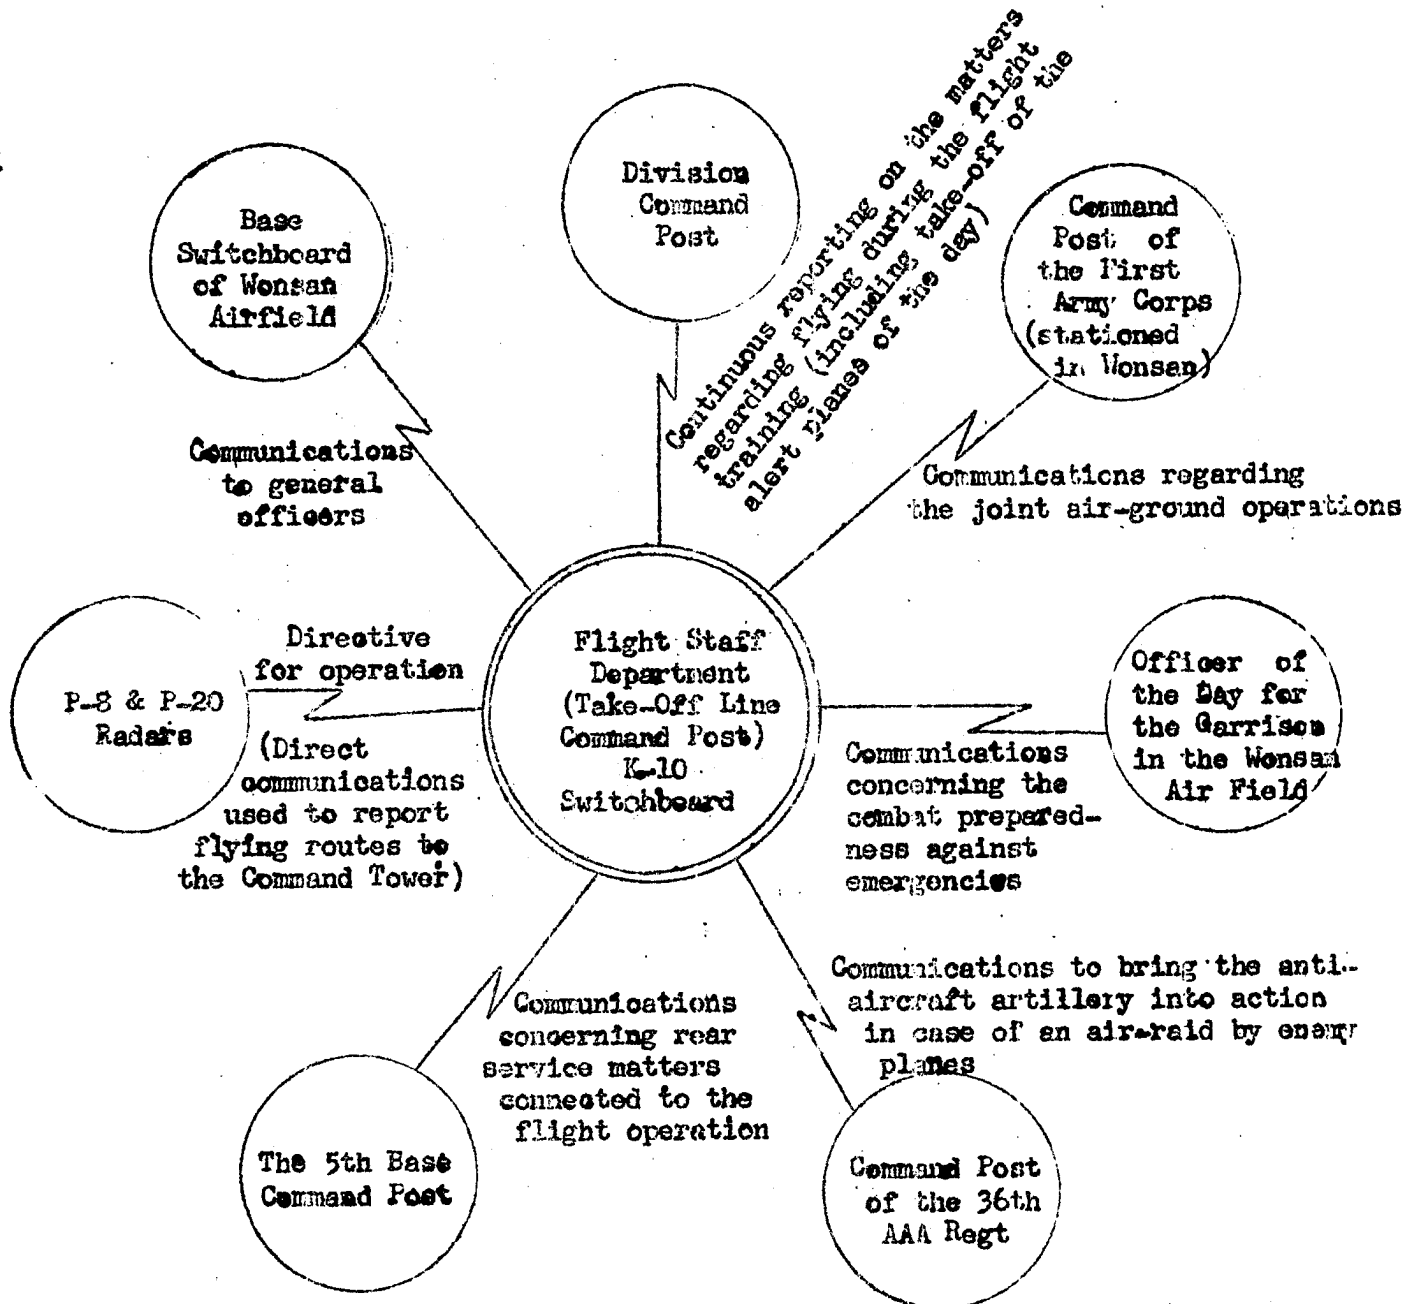 Division
Command
Post
Continuous reporting on the matters
regarding flying during the flight
training (including take-off of the
alert planes of the day)
Base
Switchboard
of Wonsan
Airfield
Command
Post of
the First
Army Corps
(stationed
in Wonsan)
Communications
to general
officers
Communications regarding
the joint air-ground operations
P-8 & P-20
Radars
Directive
for operation
(Direct
communications
used to report
flying routes to
the Command Tower)
Flight Staff
Department
(Take-Off Line
Command Post)
K-10
Switchboard
Officer of
the Day for
the Garrison
in the Wonsan
Air Field
Communications
concerning the
combat prepared-
ness against
emergencies
Communications
concerning rear
service matters
connected to the
flight operation
Communications to bring the anti-
aircraft artillery into action
in case of an air-raid by enemy
planes
The 5th Base
Command Post
Command Post
of the 36th
AAA Regt